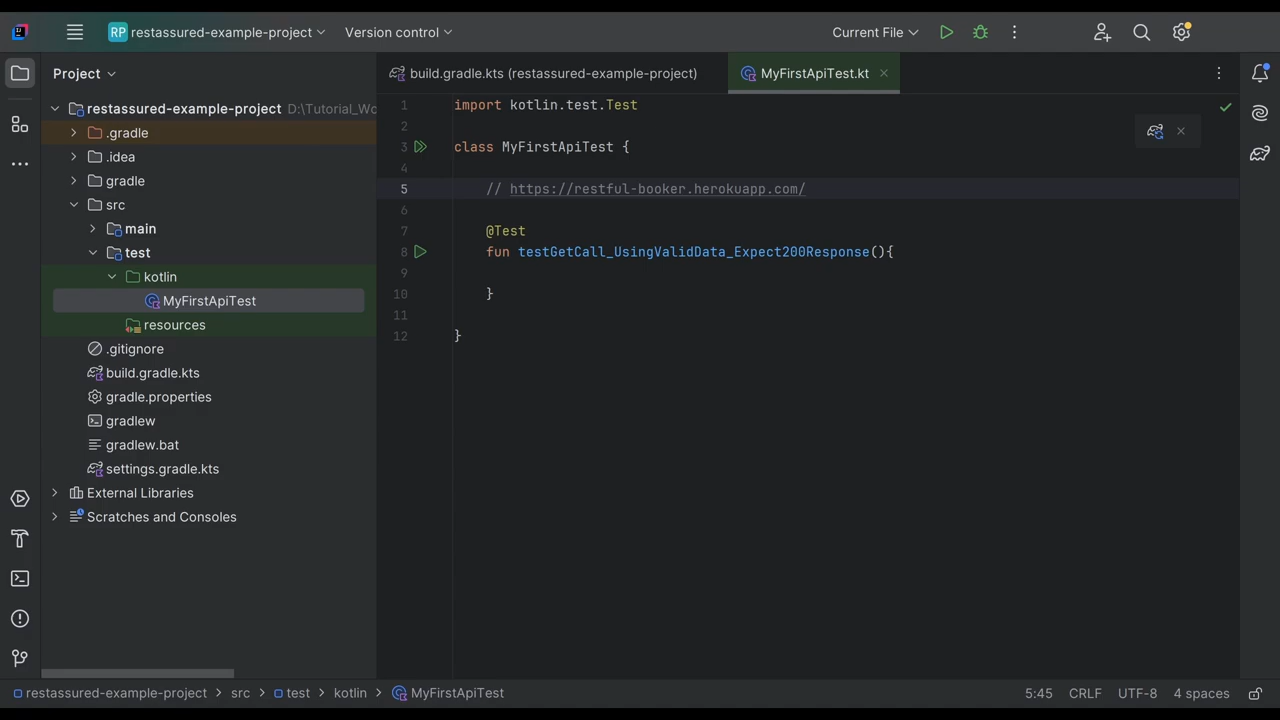 RP restassured-example-project Version control Current File
Project
build.gradle.kts (restassured-example-project) MyFirstApiTest.kt
restassured-example-project D:\Tutorial_Wo
.gradle
.idea
gradle
src
main
test
kotlin
MyFirstApiTest
resources
.gitignore
build.gradle.kts
gradle.properties
gradlew
gradlew.bat
settings.gradle.kts
External Libraries
Scratches and Consoles
1 import kotlin.test.Test
2
3 class MyFirstApiTest {
4
5 // https://restful-booker.herokuapp.com/
6
7 @Test
8 fun testGetCall_UsingValidData_Expect200Response(){
9
10 }
11
12 }
restassured-example-project > src > test > kotlin > MyFirstApiTest 5:45 CRLF UTF-8 4 spaces